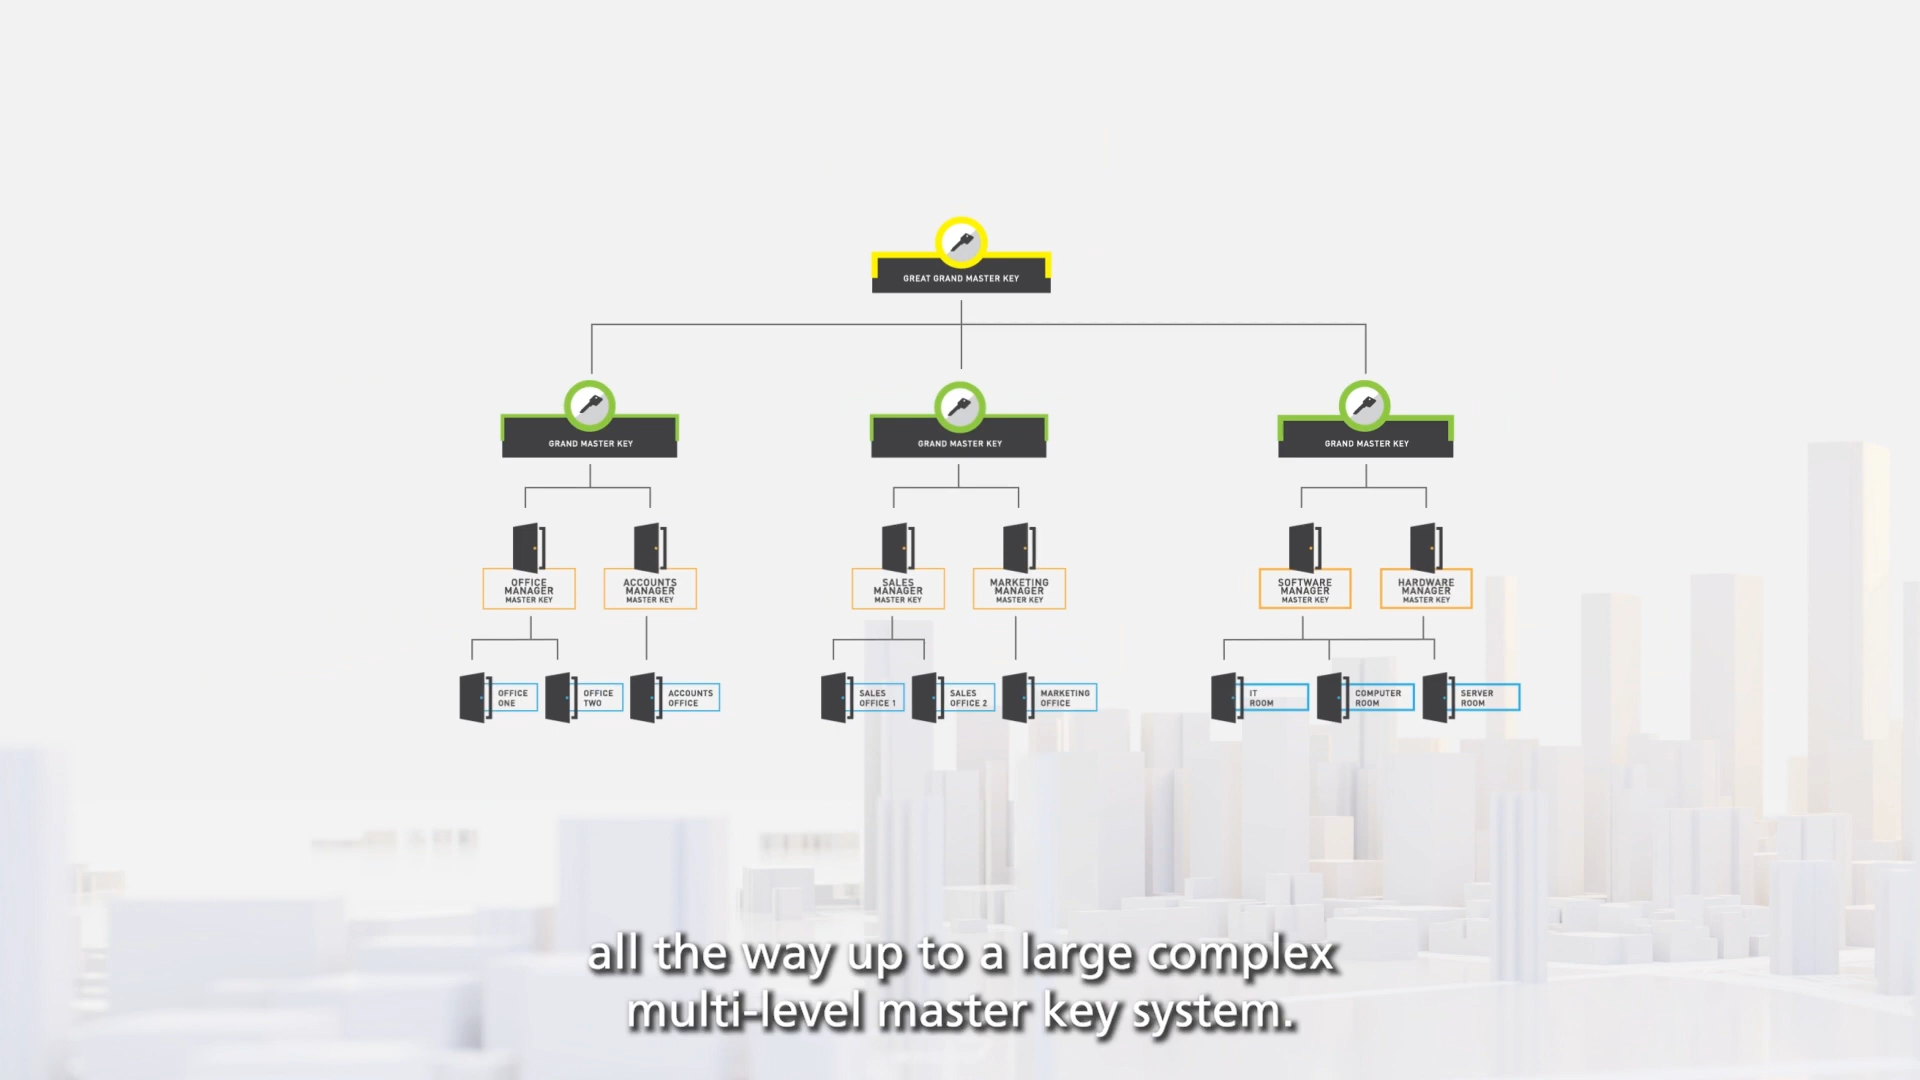 GREAT GRAND MASTER KEY
GRAND MASTER KEY
GRAND MASTER KEY
GRAND MASTER KEY
OFFICE
MANAGER
MASTER KEY
ACCOUNTS
MANAGER
MASTER KEY
SALES
MANAGER
MASTER KEY
MARKETING
MANAGER
MASTER KEY
SOFTWARE
MANAGER
MASTER KEY
HARDWARE
MANAGER
MASTER KEY
OFFICE
ONE
OFFICE
TWO
ACCOUNTS
OFFICE
SALES
OFFICE 1
SALES
OFFICE 2
MARKETING
OFFICE
IT
ROOM
COMPUTER
ROOM
SERVER
ROOM
all the way up to a large complex
multi-level master key system.